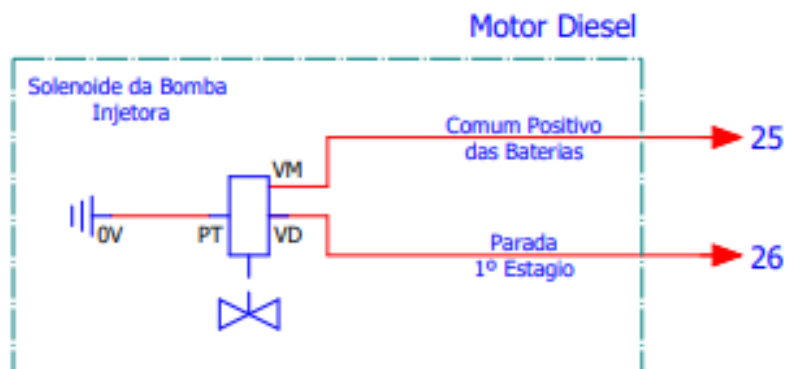 Motor Diesel
Solenoide da Bomba
Injetora
Comum Positivo
das Baterias
25
VM
0V
PT
VD
Parada
1º Estagio
26